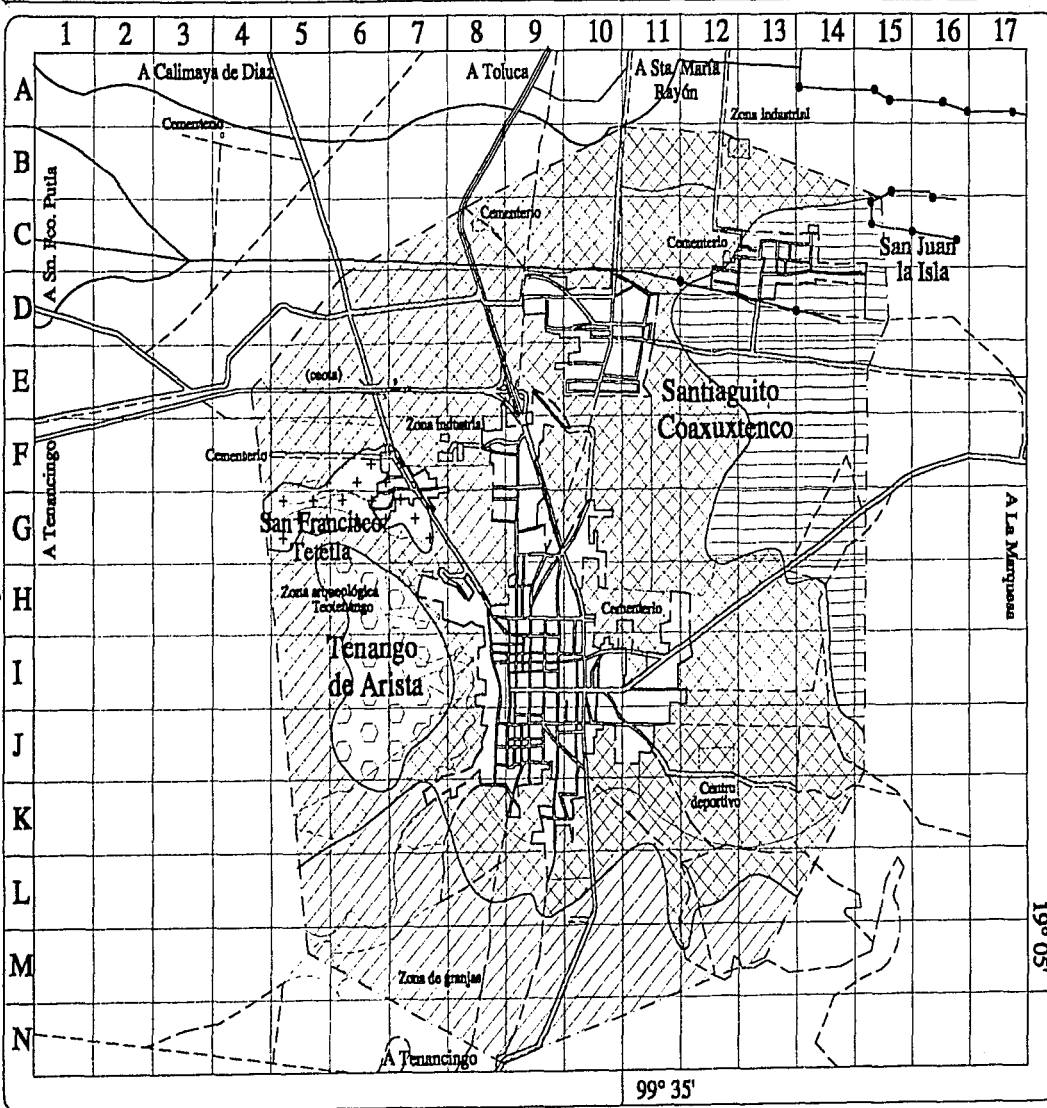 1 2 3 4 5 6 7 8 9 10 11 12 13 14 15 16 17
A
B
C
D
E
F
G
H
I
J
K
L
M
N
A Calimaya de Diaz
A Toluca
A Sta. María
Rayón
Zona industrial
Cementerio
A Sn. Fco. Putla
Cementerio
Cementerio
San Juan
la Isla
(cuota)
Santiaguito
Coaxuxtenco
Zona industrial
Cementerio
A Tenancingo
San Francisco
Tetetla
A La Marquesa
Zona arqueológica
Teotenango
Cementerio
Tenango
de Arista
Centro
deportivo
Zona de granjas
A Tenancingo
19° 05'
99° 35'